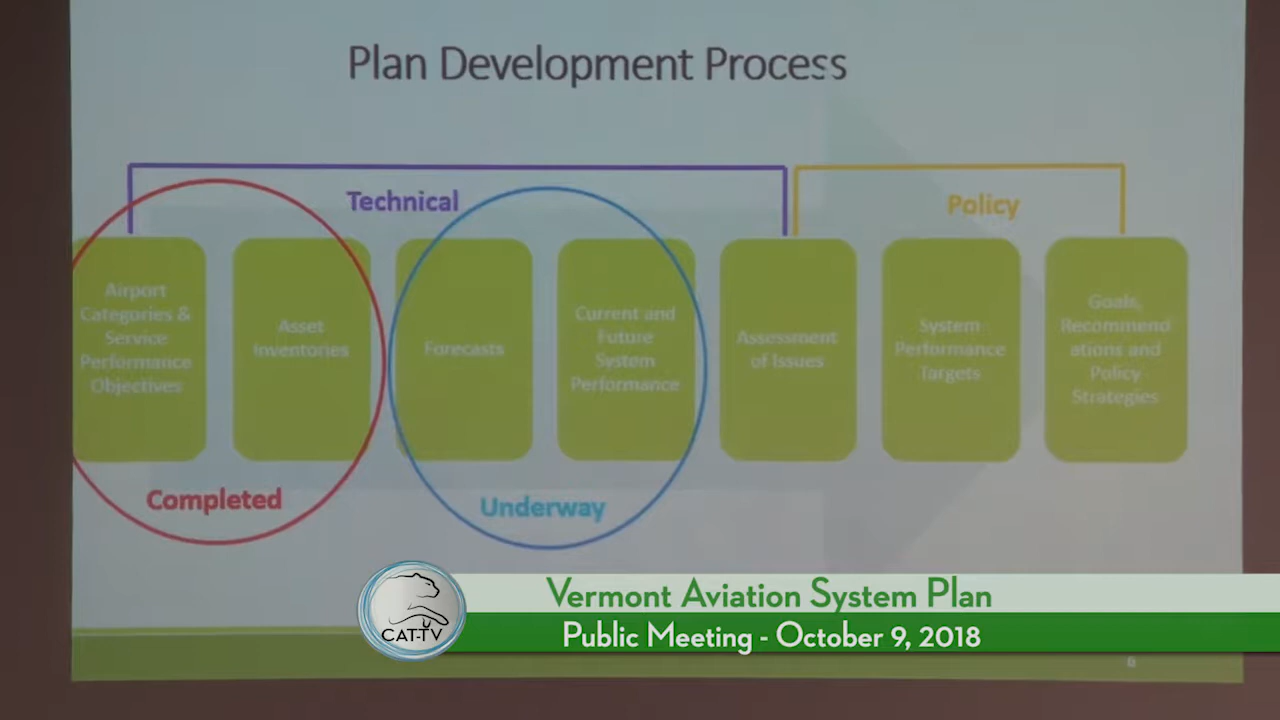 Plan Development Process
Technical
Policy
Airport
Categories &
Service
Performance
Objectives
Asset
Inventories
Forecasts
Current and
Future
System
Performance
Assessment
of Issues
System
Performance
Targets
Goals,
Recommend
ations and
Policy
Strategies
Completed
Underway
CAT-TV
Vermont Aviation System Plan
Public Meeting - October 9, 2018
6